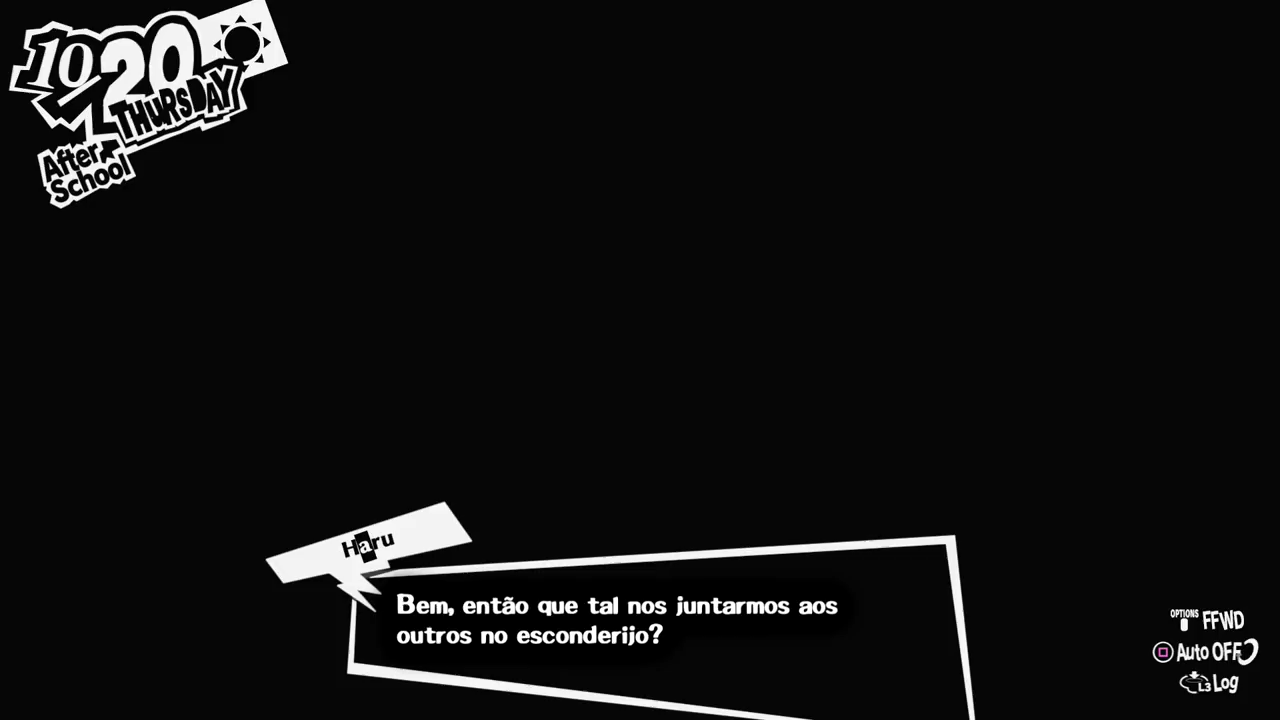 10/20
THURSDAY
After
School
Haru
Bem, então que tal nos juntarmos aos
outros no esconderijo?
OPTIONS FFWD
Auto OFF
L3 Log